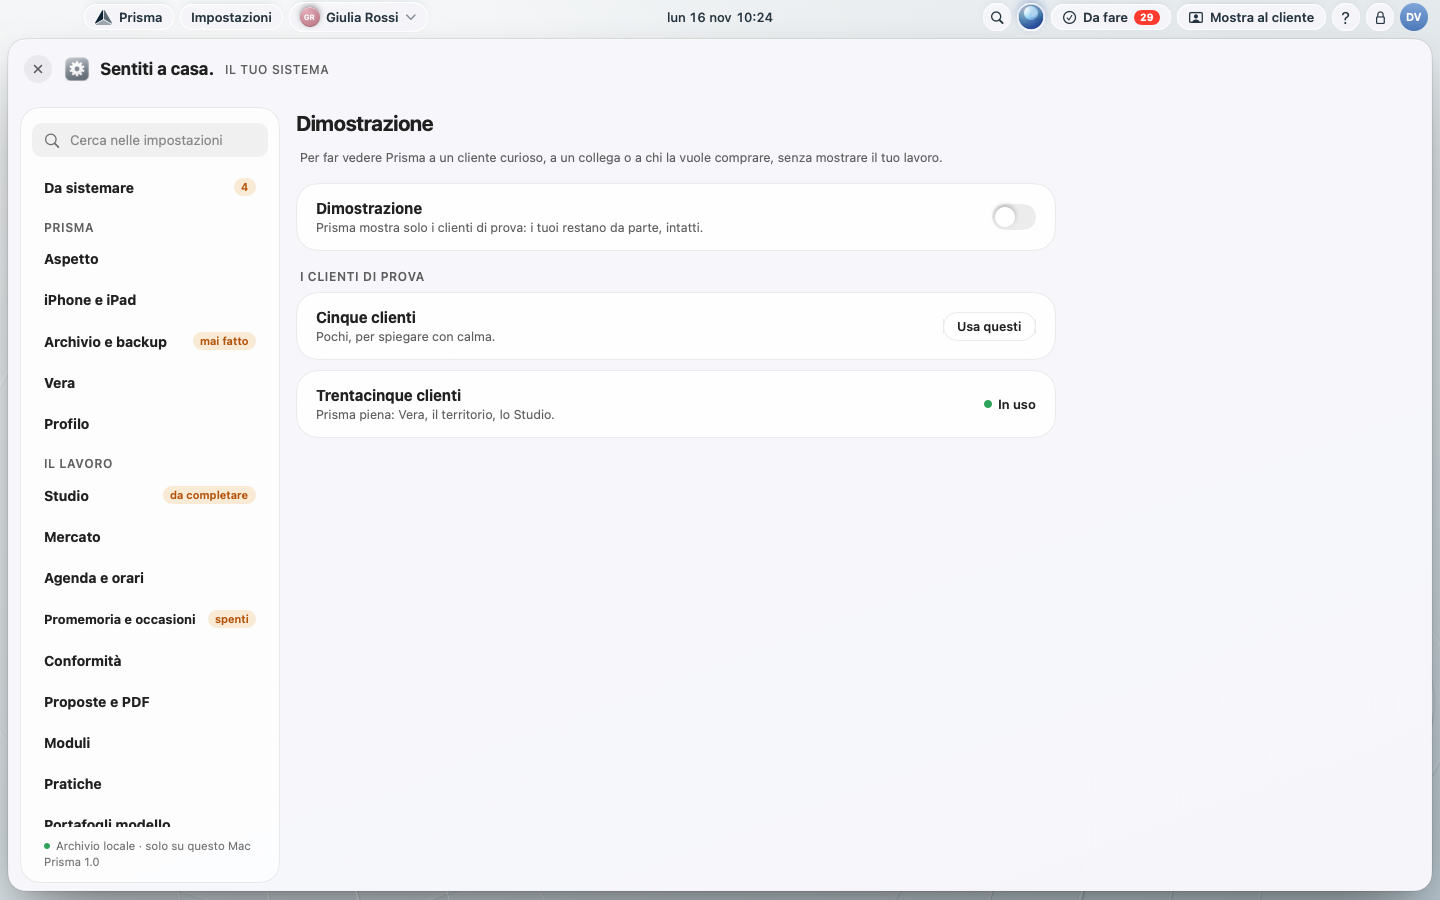 Prisma
Impostazioni
GR Giulia Rossi
lun 16 nov 10:24
Da fare 29
Mostra al cliente
?
DV
Sentiti a casa. IL TUO SISTEMA
Cerca nelle impostazioni
Da sistemare 4
PRISMA
Aspetto
iPhone e iPad
Archivio e backup mai fatto
Vera
Profilo
IL LAVORO
Studio da completare
Mercato
Agenda e orari
Promemoria e occasioni spenti
Conformità
Proposte e PDF
Moduli
Pratiche
Portafogli modello
Archivio locale · solo su questo Mac
Prisma 1.0
Dimostrazione
Per far vedere Prisma a un cliente curioso, a un collega o a chi la vuole comprare, senza mostrare il tuo lavoro.
Dimostrazione
Prisma mostra solo i clienti di prova: i tuoi restano da parte, intatti.
I CLIENTI DI PROVA
Cinque clienti
Pochi, per spiegare con calma.
Usa questi
Trentacinque clienti
Prisma piena: Vera, il territorio, lo Studio.
In uso